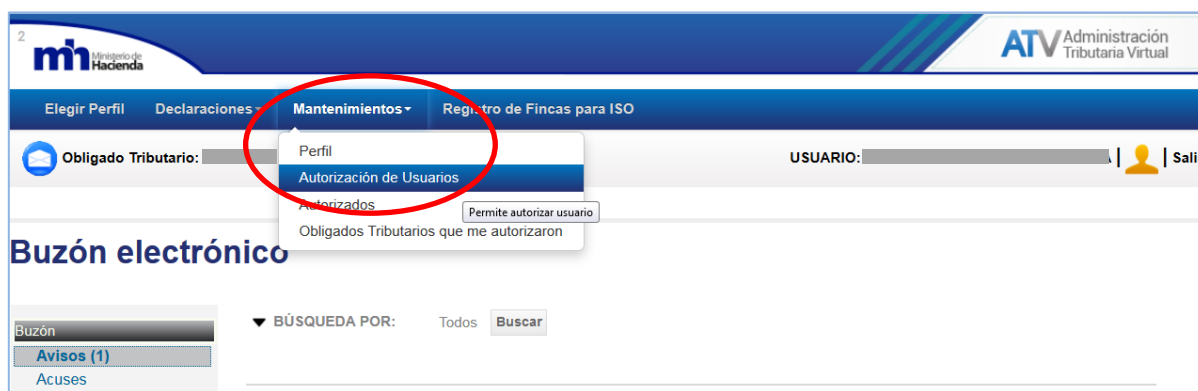 2
mh Ministerio de Hacienda
ATV Administración Tributaria Virtual
Elegir Perfil Declaraciones Mantenimientos Registro de Fincas para ISO
Obligado Tributario:
USUARIO:
Sali
Perfil
Autorización de Usuarios
Autorizados
Permite autorizar usuario
Obligados Tributarios que me autorizaron
Buzón electrónico
BÚSQUEDA POR: Todos Buscar
Buzón
Avisos (1)
Acuses